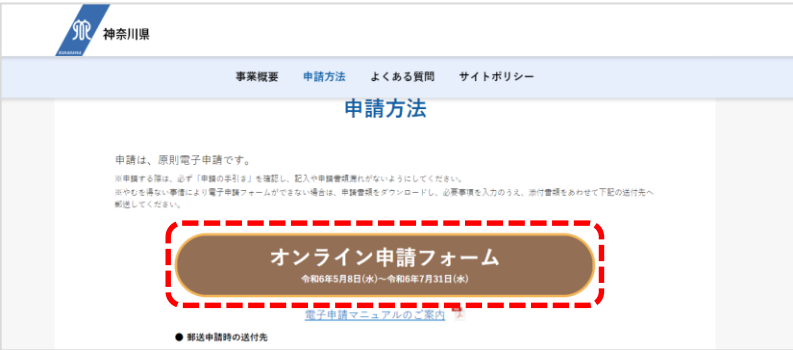 神奈川県
事業概要 申請方法 よくある質問 サイトポリシー
申請方法
申請は、原則電子申請です。
※申請する際は、必ず「申請の手引き」を確認し、記入や申請書類漏れがないようにしてください。
※やむを得ない事情により電子申請フォームができない場合は、申請書類をダウンロードし、必要事項を入力のうえ、添付書類をあわせて下記の送付先へ
郵送してください。
オンライン申請フォーム
令和6年5月8日(水)～令和6年7月31日(水)
電子申請マニュアルのご案内
● 郵送申請時の送付先